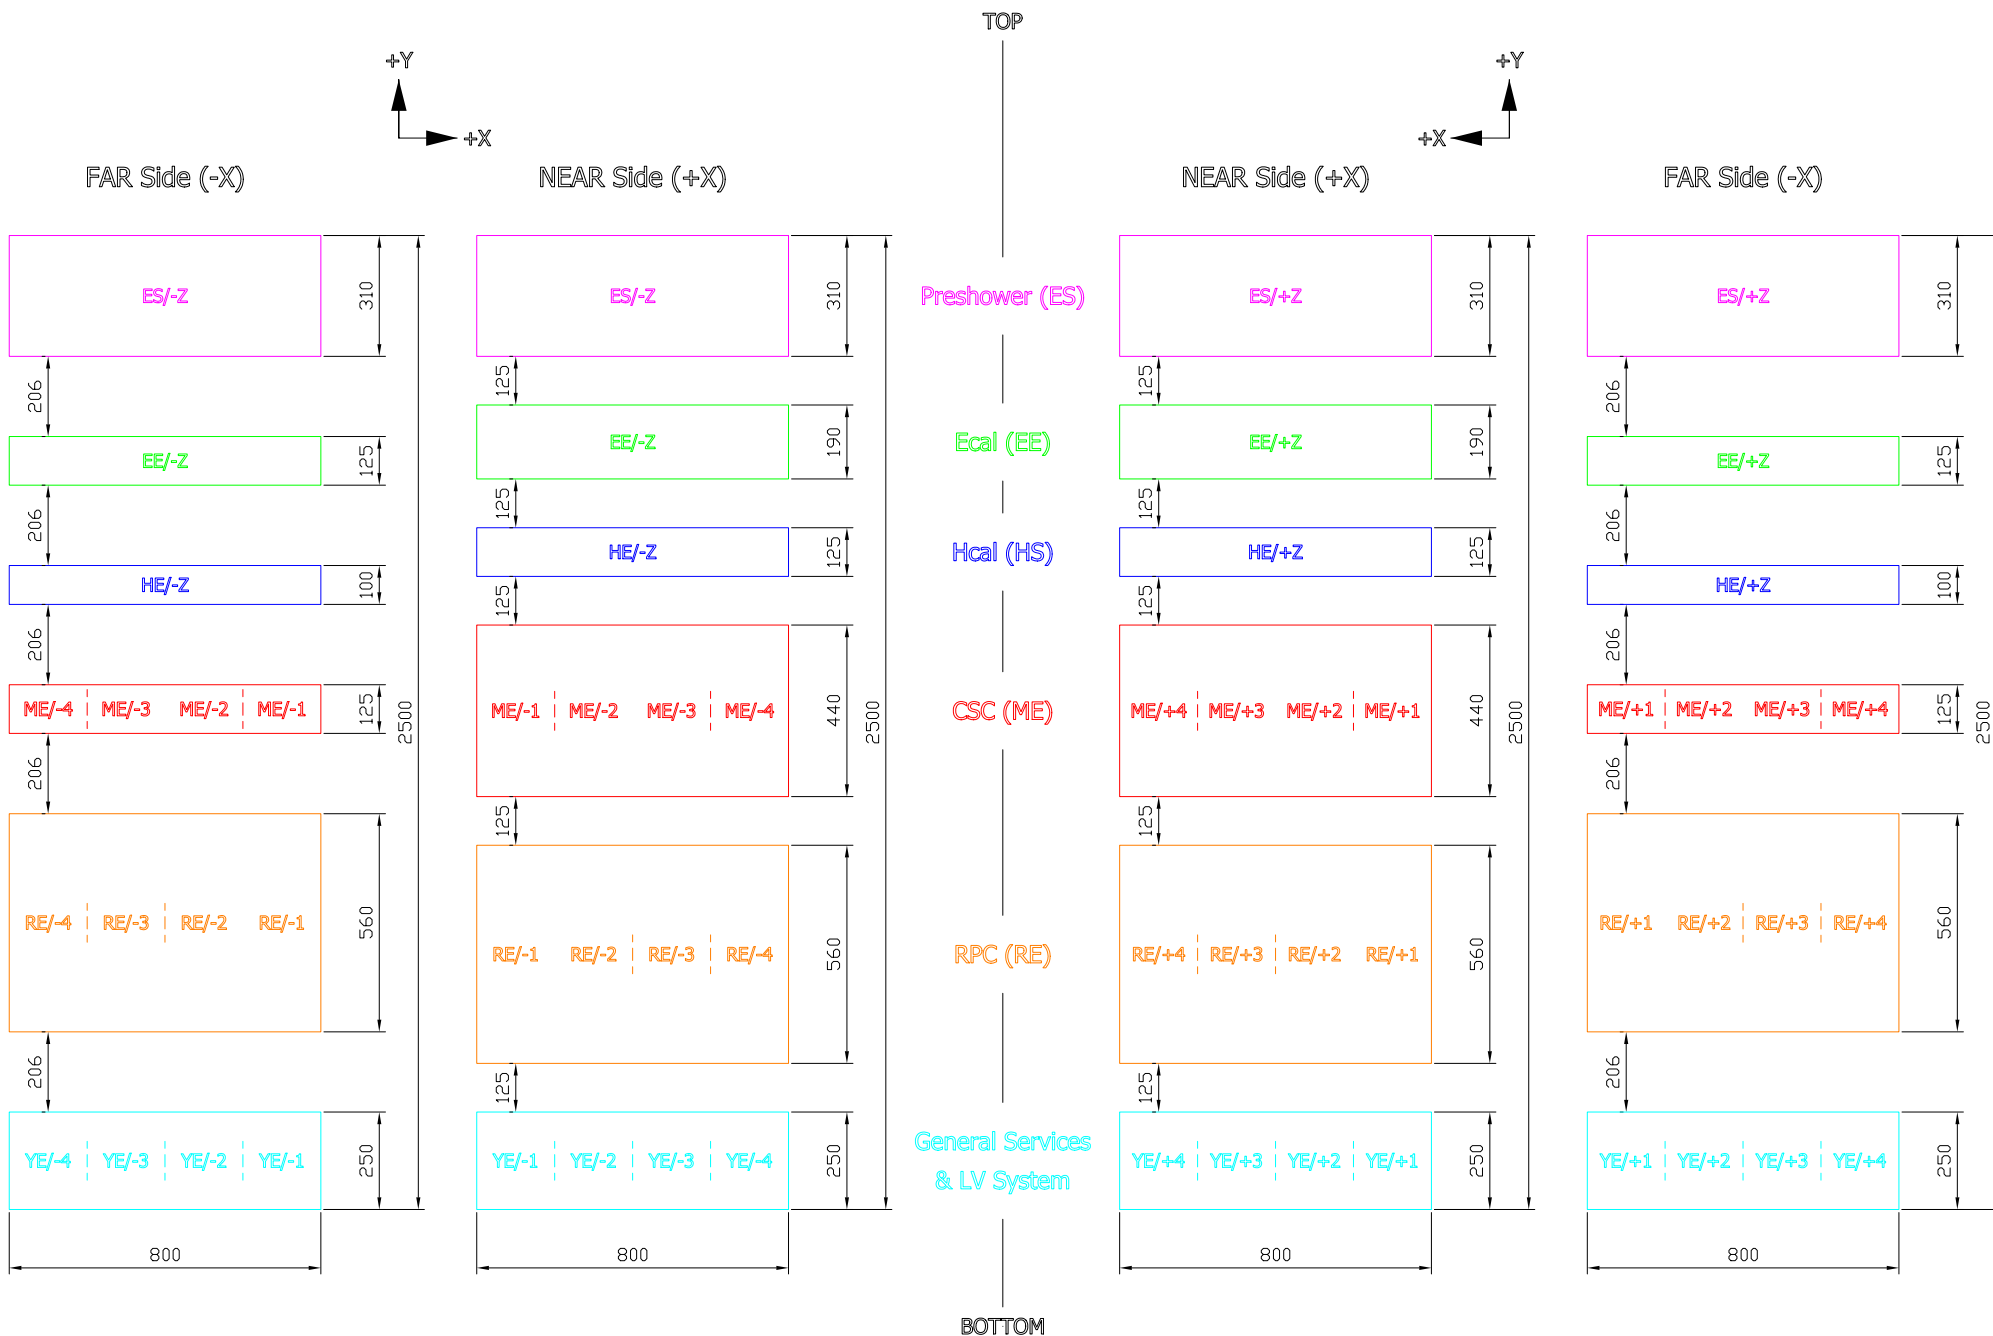 TOP
+Y
+X
+Y
+X
FAR Side (-X)
NEAR Side (+X)
NEAR Side (+X)
FAR Side (-X)
ES/-Z
310
206
EE/-Z
125
206
HE/-Z
100
206
ME/-4 ME/-3 ME/-2 ME/-1
125
206
RE/-4 RE/-3 RE/-2 RE/-1
560
206
YE/-4 YE/-3 YE/-2 YE/-1
250
2500
800
ES/-Z
310
125
EE/-Z
190
125
HE/-Z
125
125
ME/-1 ME/-2 ME/-3 ME/-4
440
125
RE/-1 RE/-2 RE/-3 RE/-4
560
125
YE/-1 YE/-2 YE/-3 YE/-4
250
2500
800
Preshower (ES)
Ecal (EE)
Hcal (HS)
CSC (ME)
RPC (RE)
General Services
& LV System
ES/+Z
310
125
EE/+Z
190
125
HE/+Z
125
125
ME/+4 ME/+3 ME/+2 ME/+1
440
125
RE/+4 RE/+3 RE/+2 RE/+1
560
125
YE/+4 YE/+3 YE/+2 YE/+1
250
2500
800
ES/+Z
310
206
EE/+Z
125
206
HE/+Z
100
206
ME/+1 ME/+2 ME/+3 ME/+4
125
206
RE/+1 RE/+2 RE/+3 RE/+4
560
206
YE/+1 YE/+2 YE/+3 YE/+4
250
2500
800
BOTTOM